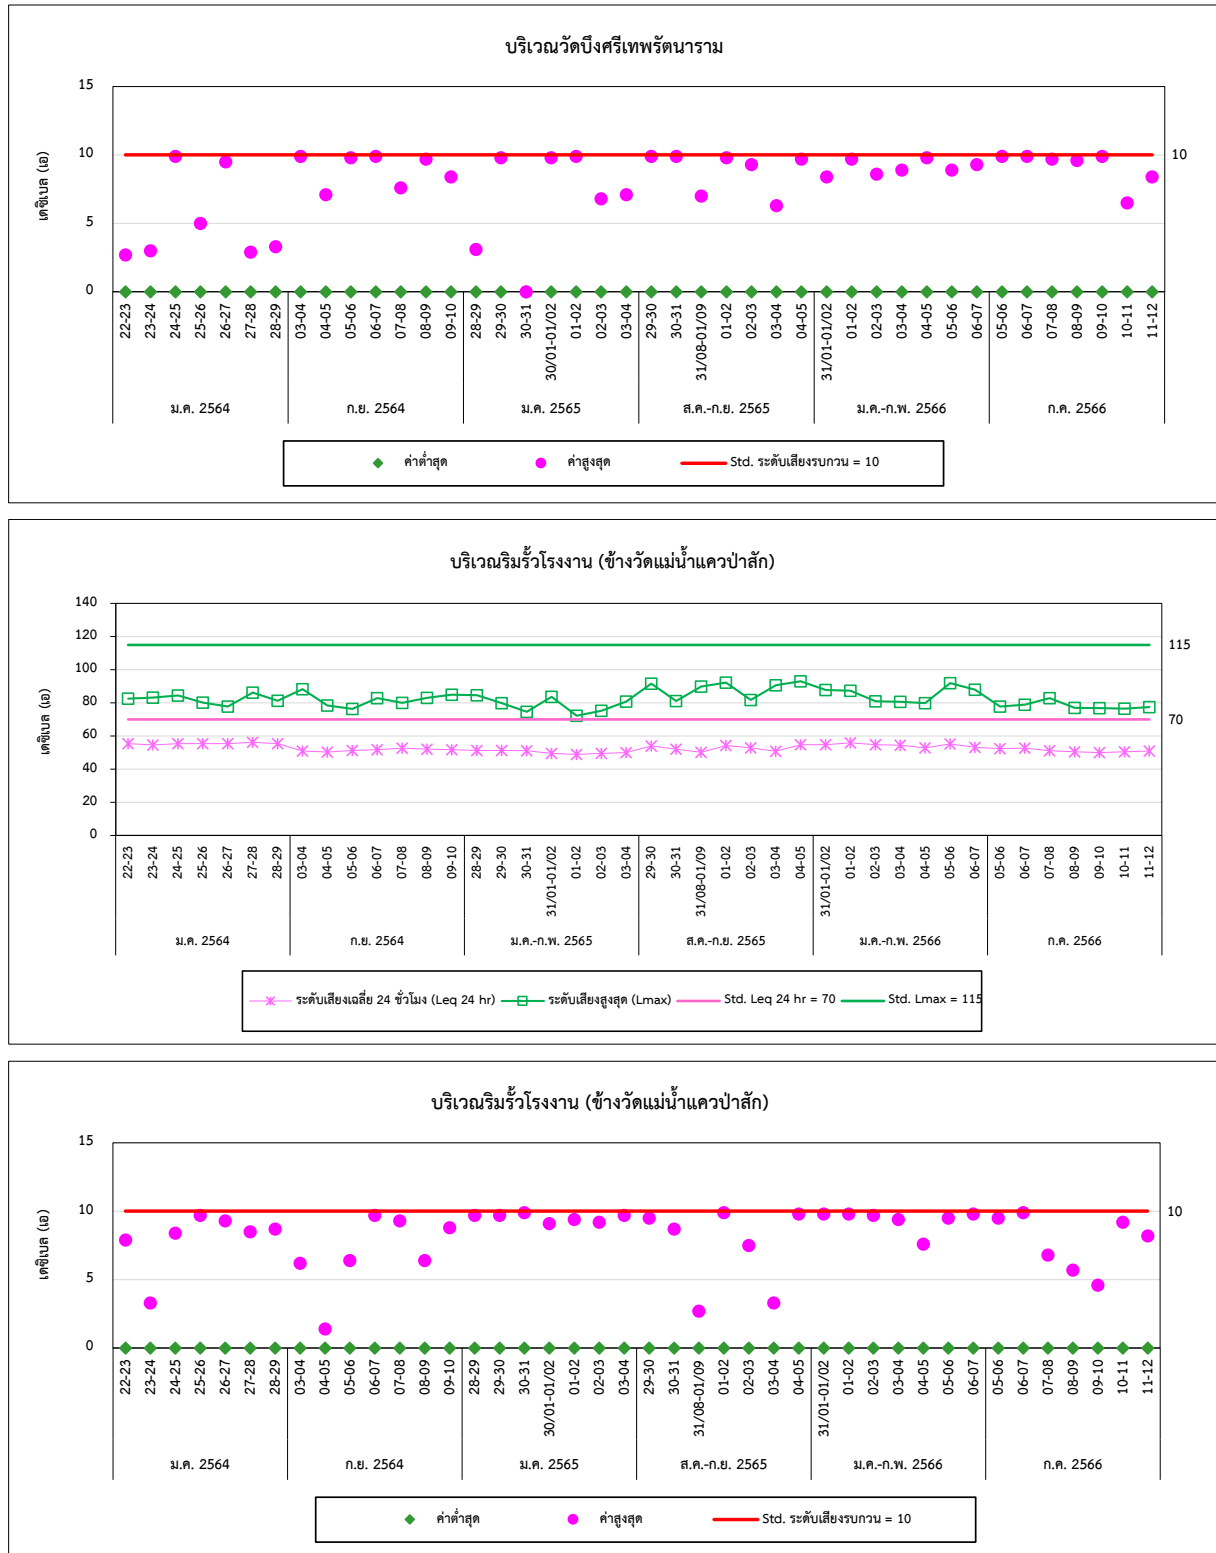 บริเวณวัดบึงศรีเทพรัตนาราม
เดซิเบล (เอ)
15
10
5
0
10
22-23 23-24 24-25 25-26 26-27 27-28 28-29 03-04 04-05 05-06 06-07 07-08 08-09 09-10 28-29 29-30 30-31 30/01-01/02 01-02 02-03 03-04 29-30 30-31 31/08-01/09 01-02 02-03 03-04 04-05 31/01-01/02 01-02 02-03 03-04 04-05 05-06 06-07 05-06 06-07 07-08 08-09 09-10 10-11 11-12
ม.ค. 2564 ก.ย. 2564 ม.ค. 2565 ส.ค.-ก.ย. 2565 ม.ค.-ก.พ. 2566 ก.ค. 2566
ค่าต่ำสุด ค่าสูงสุด Std. ระดับเสียงรบกวน = 10
บริเวณริมรั้วโรงงาน (ข้างวัดแม่น้ำแควป่าสัก)
เดซิเบล (เอ)
140
120
100
80
60
40
20
0
115
70
22-23 23-24 24-25 25-26 26-27 27-28 28-29 03-04 04-05 05-06 06-07 07-08 08-09 09-10 28-29 29-30 30-31 31/01-01/02 01-02 02-03 03-04 29-30 30-31 31/08-01/09 01-02 02-03 03-04 04-05 31/01-01/02 01-02 02-03 03-04 04-05 05-06 06-07 05-06 06-07 07-08 08-09 09-10 10-11 11-12
ม.ค. 2564 ก.ย. 2564 ม.ค.-ก.พ. 2565 ส.ค.-ก.ย. 2565 ม.ค.-ก.พ. 2566 ก.ค. 2566
ระดับเสียงเฉลี่ย 24 ชั่วโมง (Leq 24 hr) ระดับเสียงสูงสุด (Lmax) Std. Leq 24 hr = 70 Std. Lmax = 115
บริเวณริมรั้วโรงงาน (ข้างวัดแม่น้ำแควป่าสัก)
เดซิเบล (เอ)
15
10
5
0
10
22-23 23-24 24-25 25-26 26-27 27-28 28-29 03-04 04-05 05-06 06-07 07-08 08-09 09-10 28-29 29-30 30-31 30/01-01/02 01-02 02-03 03-04 29-30 30-31 31/08-01/09 01-02 02-03 03-04 04-05 31/01-01/02 01-02 02-03 03-04 04-05 05-06 06-07 05-06 06-07 07-08 08-09 09-10 10-11 11-12
ม.ค. 2564 ก.ย. 2564 ม.ค. 2565 ส.ค.-ก.ย. 2565 ม.ค.-ก.พ. 2566 ก.ค. 2566
ค่าต่ำสุด ค่าสูงสุด Std. ระดับเสียงรบกวน = 10